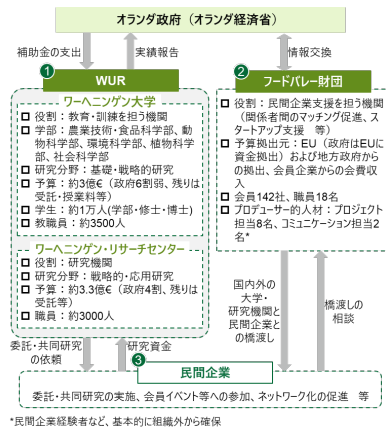 オランダ政府（オランダ経済省）
補助金の支出
実績報告
情報交換
1
WUR
ワーヘニンゲン大学
役割：教育・訓練を担う機関
学部：農業技術・食品科学部、動
物科学部、環境科学部、植物科学
部、社会科学部
研究分野：基礎・戦略的研究
予算：約3億€（政府6割弱、残りは
受託・授業料等）
学生：約1万人(学部・修士・博士)
教職員：約3500人
ワーヘニンゲン・リサーチセンター
役割：研究機関
研究分野：戦略的・応用研究
予算：約3.3億€（政府4割、残りは
受託等）
職員：約3000人
2
フードバレー財団
役割：民間企業支援を担う機関
（関係者間のマッチング促進、ス
タートアップ支援　等）
予算拠出元：EU（政府はEUに
資金拠出）および地方政府か
らの拠出、会員企業からの会費収
入
会員142社、職員18名
プロデューサー的人材：プロジェクト
担当8名、コミュニケーション担当2
名*
委託・共同研究
の依頼
研究資金
国内外の
大学・
研究機関と
民間企業と
の橋渡し
橋渡し
の相談
3
民間企業
委託・共同研究の実施、会員イベント等への参加、ネットワーク化の促進　等
*民間企業経験者など、基本的に組織外から確保